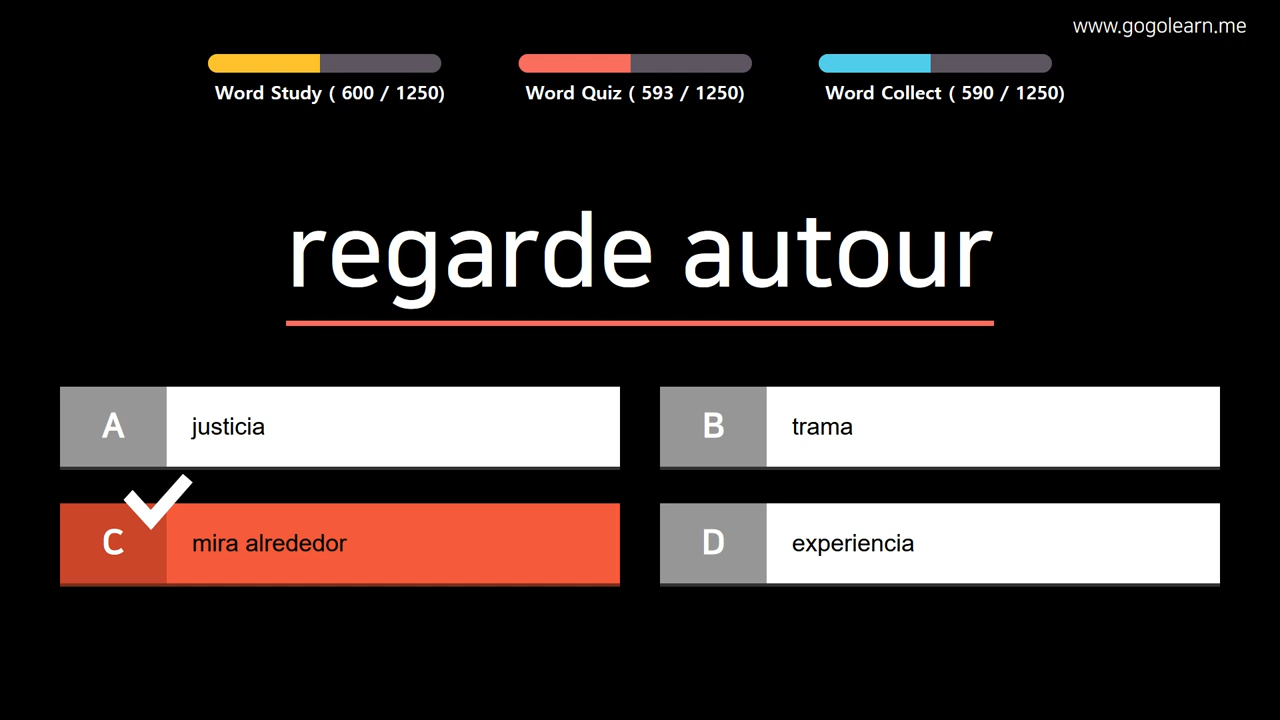 www.gogolearn.me
Word Study ( 600 / 1250)
Word Quiz ( 593 / 1250)
Word Collect ( 590 / 1250)
regarde autour
A justicia
B trama
C mira alrededor
D experiencia